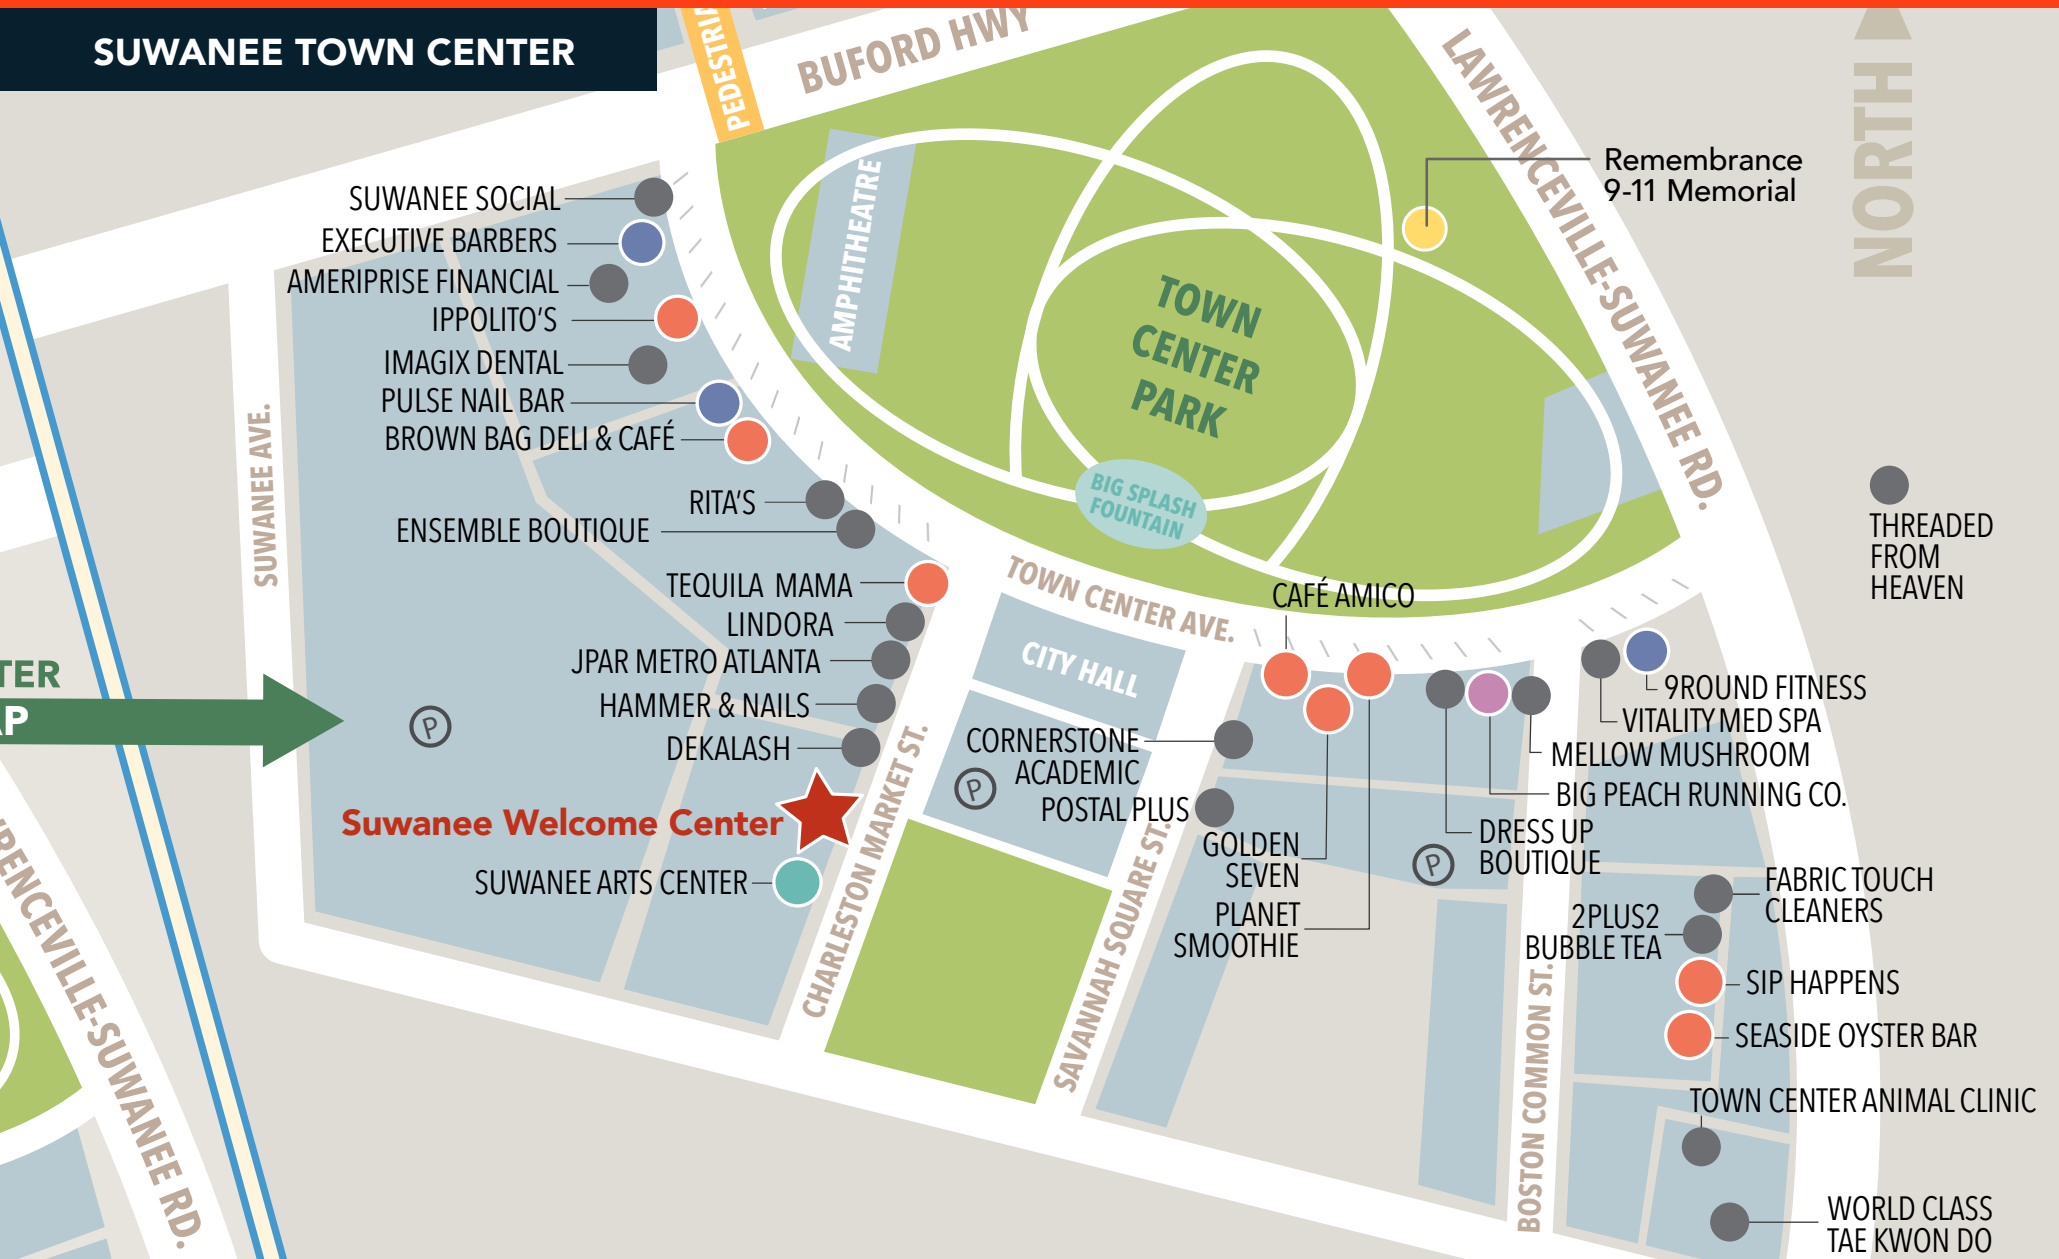 SUWANEE TOWN CENTER
BUFORD HWY
LAWRENCEVILLE-SUWANEE RD.
NORTH
Remembrance
9-11 Memorial
SUWANEE SOCIAL
EXECUTIVE BARBERS
AMERIPRISE FINANCIAL
IPPOLITO'S
IMAGIX DENTAL
PULSE NAIL BAR
BROWN BAG DELI & CAFÉ
RITA'S
ENSEMBLE BOUTIQUE
TEQUILA MAMA
LINDORA
JPAR METRO ATLANTA
HAMMER & NAILS
DEKALASH
Suwanee Welcome Center
SUWANEE ARTS CENTER
SUWANEE AVE.
P
AMPHITHEATRE
TOWN
CENTER
PARK
BIG SPLASH
FOUNTAIN
TOWN CENTER AVE.
CITY HALL
CHARLESTON MARKET ST.
P
CORNERSTONE
ACADEMIC
POSTAL PLUS
SAVANNAH SQUARE ST.
CAFÉ AMICO
GOLDEN
SEVEN
PLANET
SMOOTHIE
THREADED
FROM
HEAVEN
9ROUND FITNESS
VITALITY MED SPA
MELLOW MUSHROOM
BIG PEACH RUNNING CO.
DRESS UP
BOUTIQUE
P
FABRIC TOUCH
CLEANERS
2PLUS2
BUBBLE TEA
SIP HAPPENS
SEASIDE OYSTER BAR
TOWN CENTER ANIMAL CLINIC
WORLD CLASS
TAE KWON DO
BOSTON COMMON ST.
TER
AP
RENCEVILLE-SUWANEE RD.